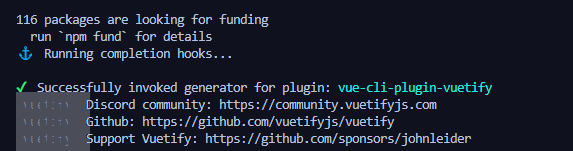 116 packages are looking for funding
run `npm fund` for details
⚓ Running completion hooks...
✔ Successfully invoked generator for plugin: vue-cli-plugin-vuetify
vuetify Discord community: https://community.vuetifyjs.com
vuetify Github: https://github.com/vuetifyjs/vuetify
vuetify Support Vuetify: https://github.com/sponsors/johnleider